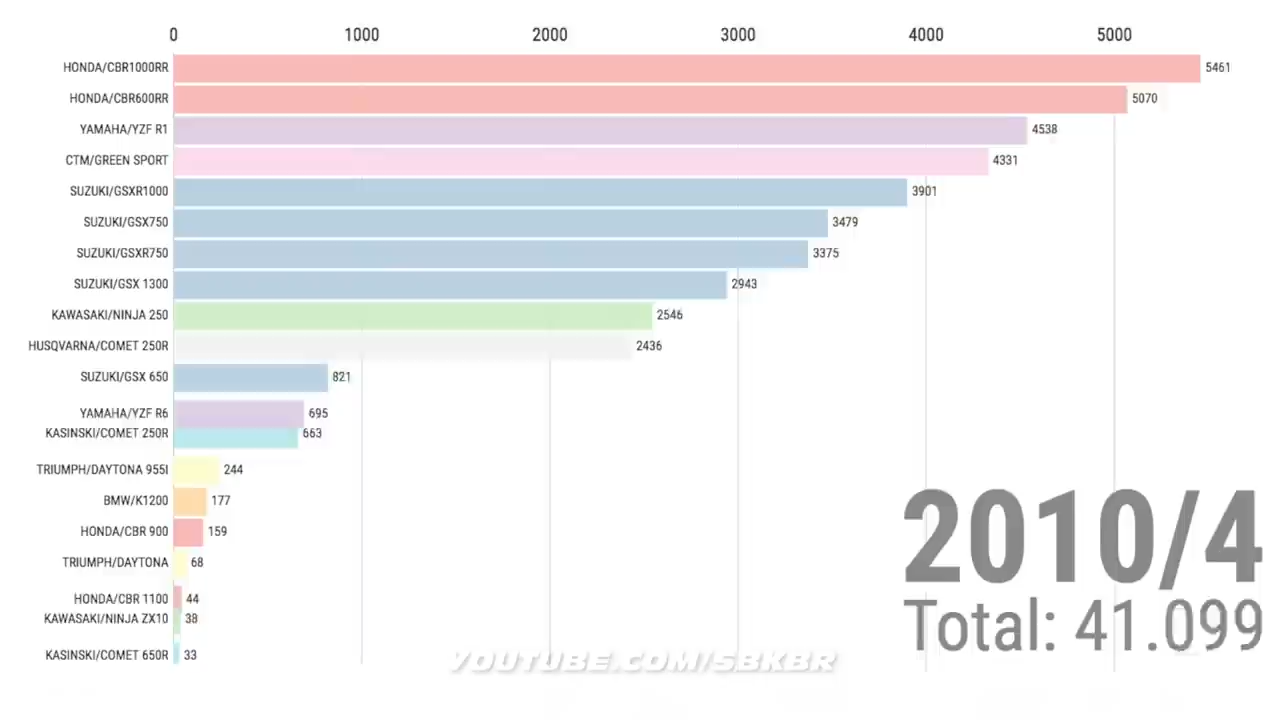 0 1000 2000 3000 4000 5000
HONDA/CBR1000RR 5461
HONDA/CBR600RR 5070
YAMAHA/YZF R1 4538
CTM/GREEN SPORT 4331
SUZUKI/GSXR1000 3901
SUZUKI/GSX750 3479
SUZUKI/GSXR750 3375
SUZUKI/GSX 1300 2943
KAWASAKI/NINJA 250 2546
HUSQVARNA/COMET 250R 2436
SUZUKI/GSX 650 821
YAMAHA/YZF R6 695
KASINSKI/COMET 250R 663
TRIUMPH/DAYTONA 955I 244
BMW/K1200 177
HONDA/CBR 900 159
TRIUMPH/DAYTONA 68
HONDA/CBR 1100 44
KAWASAKI/NINJA ZX10 38
KASINSKI/COMET 650R 33
2010/4
Total: 41.099
YOUTUBE.COM/SBKBR